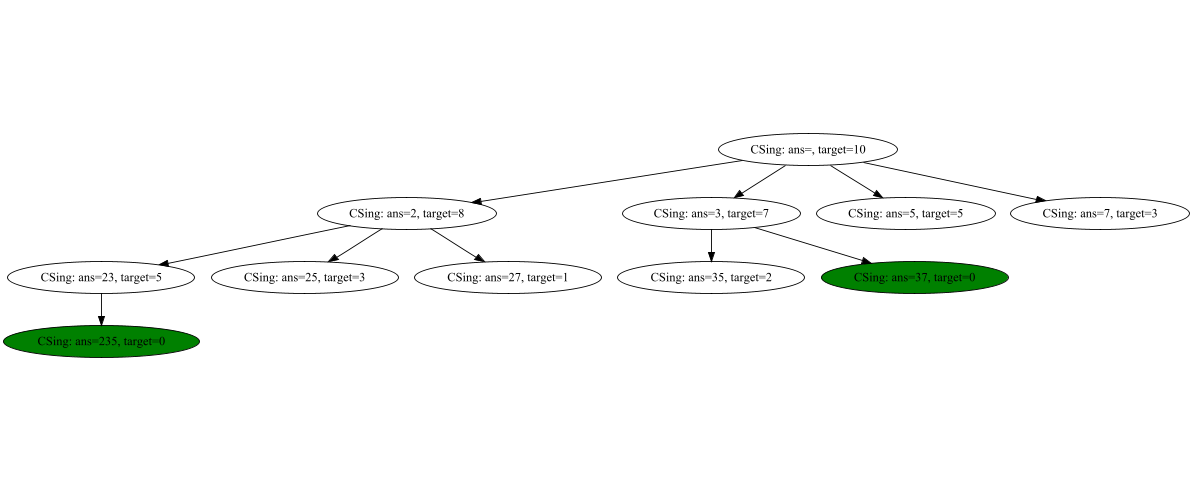 CSing: ans=, target=10
CSing: ans=2, target=8
CSing: ans=3, target=7
CSing: ans=5, target=5
CSing: ans=7, target=3
CSing: ans=23, target=5
CSing: ans=25, target=3
CSing: ans=27, target=1
CSing: ans=35, target=2
CSing: ans=37, target=0
CSing: ans=235, target=0